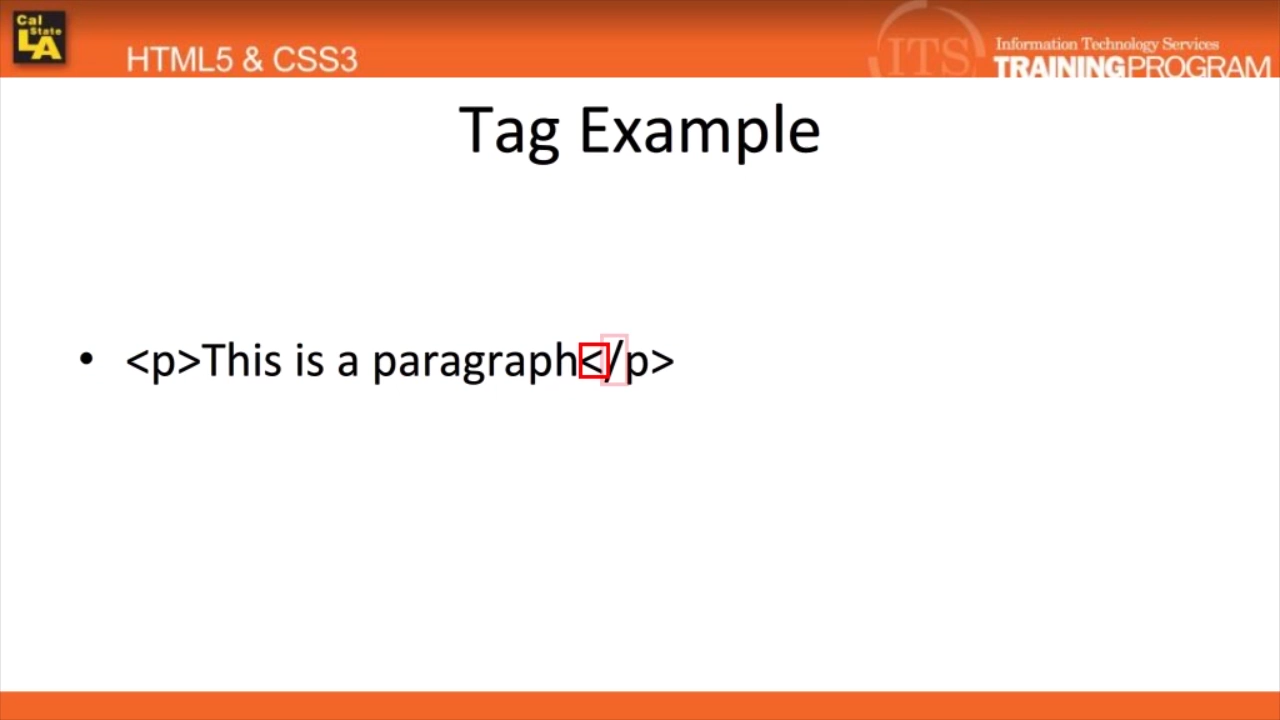 Cal
State
LA
HTML5 & CSS3
ITS
Information Technology Services
TRAINING PROGRAM
Tag Example
• <p>This is a paragraph</p>